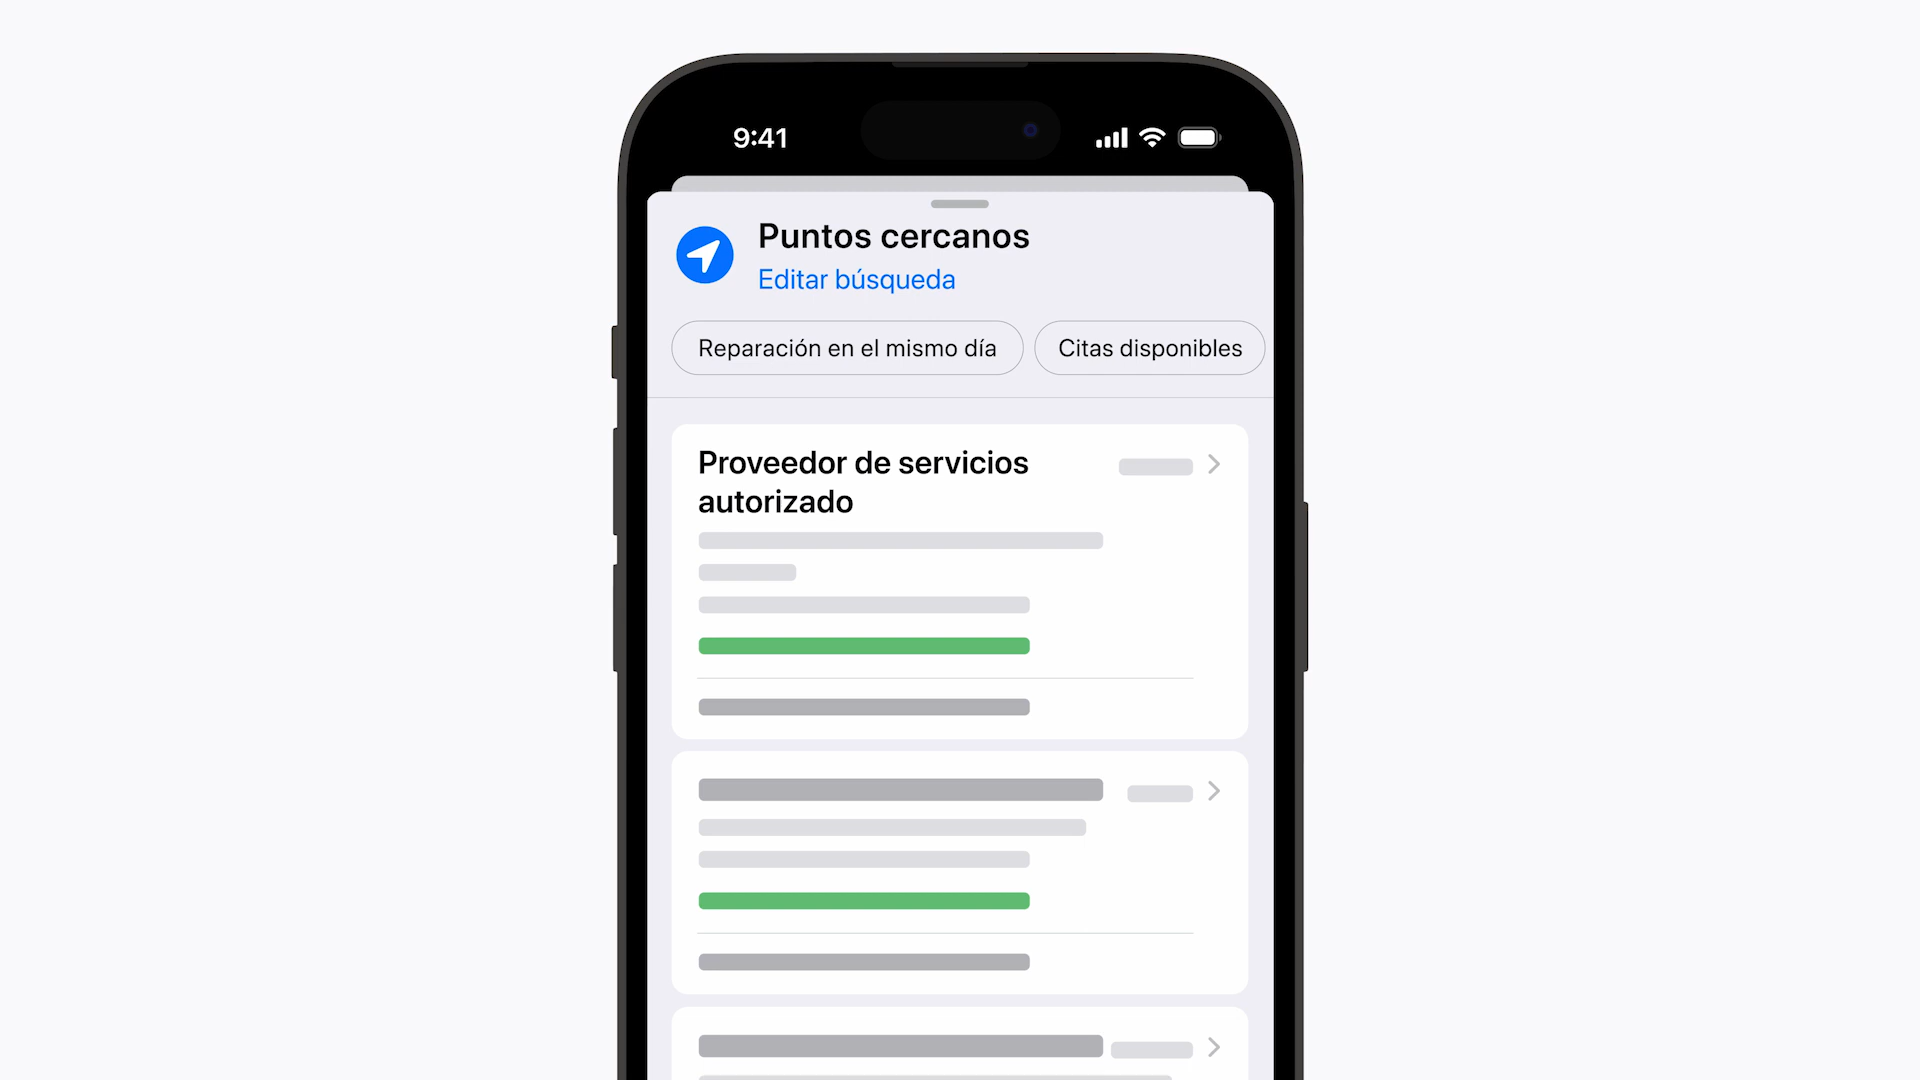 9:41
Puntos cercanos
Editar búsqueda
Reparación en el mismo día
Citas disponibles
Proveedor de servicios
autorizado